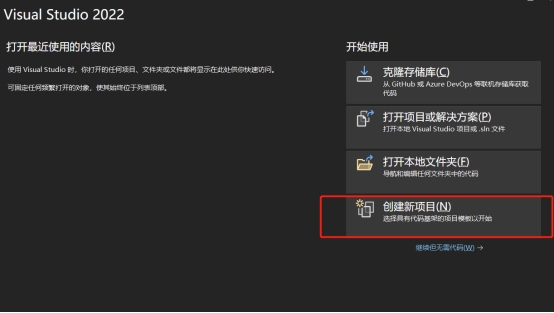 Visual Studio 2022
打开最近使用的内容(R)
使用 Visual Studio 时，你打开的任何项目、文件夹或文件都将显示在此处供你快速访问。
可固定任何频繁打开的对象，使其始终位于列表顶部。
开始使用
克隆存储库(C)
从 GitHub 或 Azure DevOps 等联机存储库获取
代码
打开项目或解决方案(P)
打开本地 Visual Studio 项目或 .sln 文件
打开本地文件夹(F)
导航和编辑任何文件夹中的代码
创建新项目(N)
选择具有代码基架的项目模板以开始
继续但无需代码(W) →